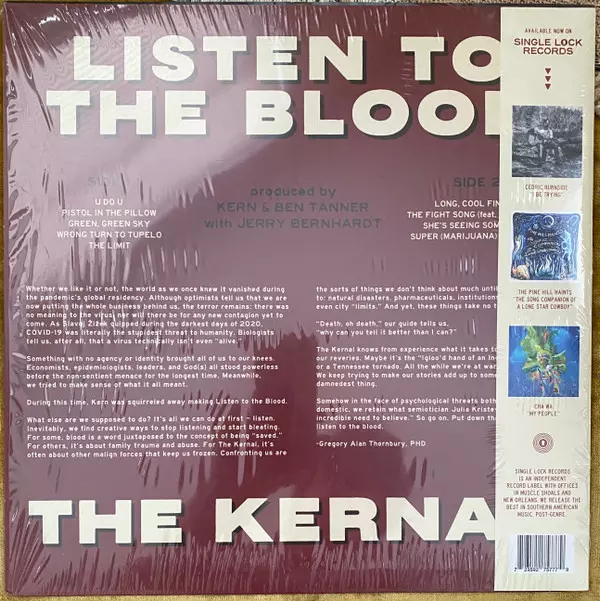 LISTEN TO
THE BLOO
SIDE 1
U DO U
PISTOL IN THE PILLOW
GREEN, GREEN SKY
WRONG TURN TO TUPELO
THE LIMIT
produced by
KERN & BEN TANNER
with JERRY BERNHARDT
SIDE 2
LONG, COOL FIN
THE FIGHT SONG (feat.
SHE'S SEEING SOM
SUPER (MARIJUANA)
Whether we like it or not, the world as we once knew it vanished during
the pandemic's global residency. Although optimists tell us that we are
now putting the whole business behind us, the terror remains: there was
no meaning to it, nor will there be for any new contagion yet to
come. As Slavoj Žižek quipped during the darkest days of 2020,
COVID-19 was literally the stupidest threat to humanity. Biologists
tell us, after all, that a virus technically isn't even "alive."
Something with no agency or identity brought all of us to our knees.
Economists, epidemiologists, leaders, and God(s) all stood powerless
before the non-sentient menace for the longest time. Meanwhile,
we tried to make sense of what it all meant.
During this time, Kern was squirreled away making Listen to the Blood.
What else are we supposed to do? It's all we can do at first – listen.
Inevitably, we find creative ways to stop listening and start bleating.
For some, blood is a word juxtaposed to the concept of being "saved."
For others, it's about family trauma and abuse. For The Kernal, it's
often about other malign forces that keep us frozen. Confronting us are
the sorts of things we don't think about much until
to: natural disasters, pharmaceuticals, institutions
even city "limits." And yet, these things take no t
"Death, oh death," our guide tells us,
"why can you tell it better than I can?"
The Kernal knows from experience what it takes to
our reveries. Maybe it's the "Igloo'd hand of an In
or a Tennessee tornado. All the while we're at war
We keep trying to make our stories add up to some
damnedest thing.
Somehow in the face of psychological threats both
domestic, we retain what semiotician Julia Kriste
incredible need to believe." So go on. Put down the
listen to the blood.
-Gregory Alan Thornbury, PHD
THE KERNA
AVAILABLE NOW ON
SINGLE LOCK
RECORDS
CEDRIC BURNSIDE
"BE TRYING"
THE PINE HILL HAINTS
"THE SONG COMPANION OF
A LONE STAR COWBOY"
CHA WA
"MY PEOPLE"
SINGLE LOCK RECORDS
IS AN INDEPENDENT
RECORD LABEL WITH OFFICES
IN MUSCLE SHOALS AND
NEW ORLEANS. WE RELEASE THE
BEST IN SOUTHERN AMERICAN
MUSIC, POST-GENRE.